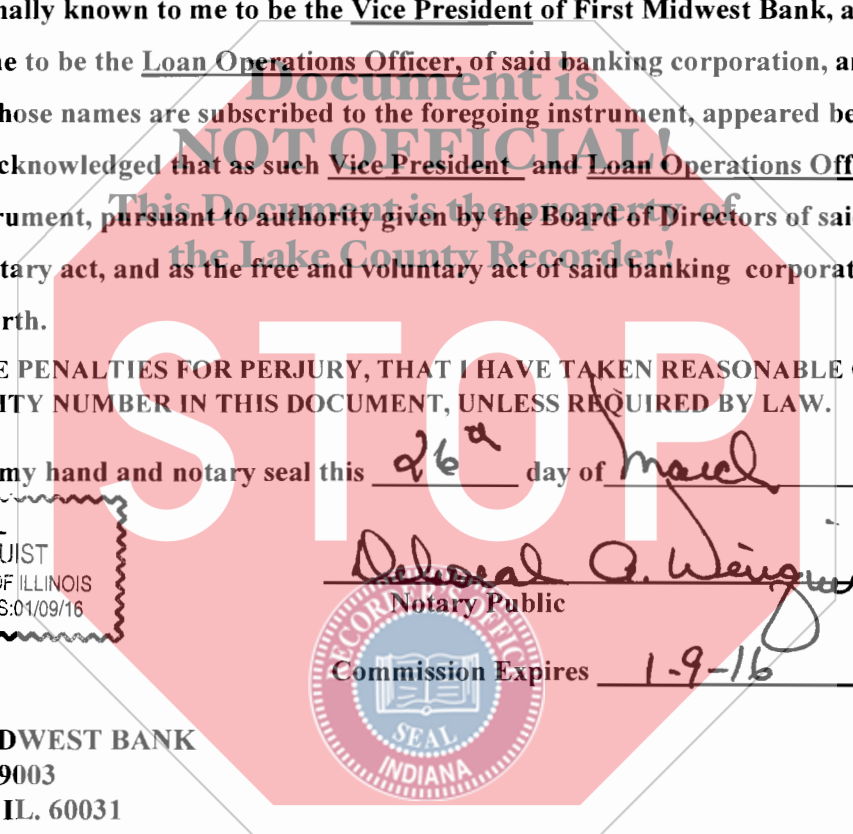 nally known to me to be the Vice President of First Midwest Bank, a
ne to be the Loan Operations Officer, of said banking corporation, an
Document is
hose names are subscribed to the foregoing instrument, appeared be
NOT OFFICIAL!
cknowledged that as such Vice President and Loan Operations Off
This Document is the property of
rument, pursuant to authority given by the Board of Directors of sai
the Lake County Recorder!
tary act, and as the free and voluntary act of said banking corporat
rth.
STOP
E PENALTIES FOR PERJURY, THAT I HAVE TAKEN REASONABLE
ITY NUMBER IN THIS DOCUMENT, UNLESS REQUIRED BY LAW.
my hand and notary seal this 26th day of March
UIST
OF ILLINOIS
S:01/09/16
Deborah A. Wengu
Notary Public
RECORDER'S OFFICE
SEAL
INDIANA
Commission Expires 1-9-16
DWEST BANK
9003
IL. 60031